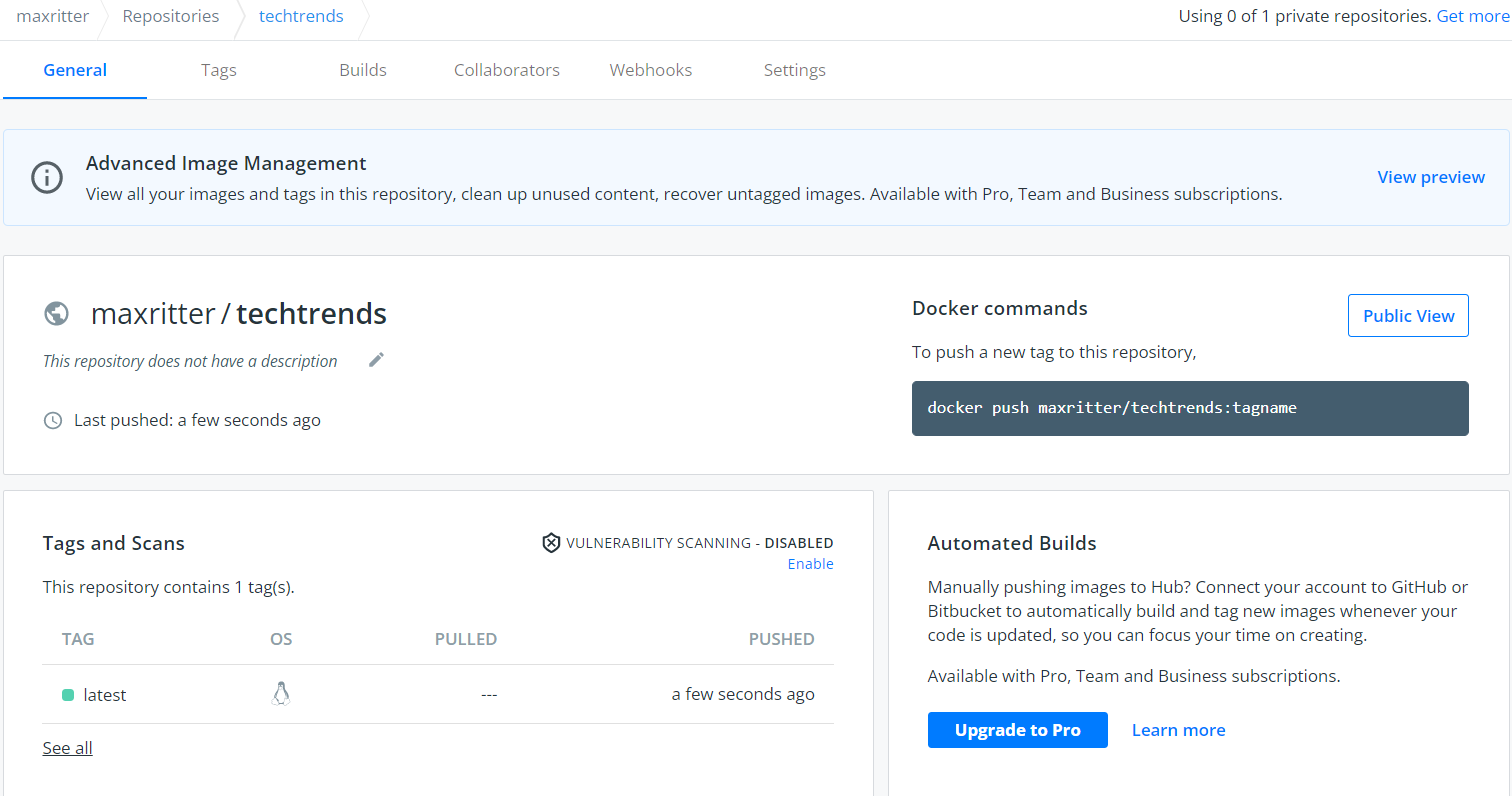 maxritter
Repositories
techtrends
Using 0 of 1 private repositories. Get more
General
Tags
Builds
Collaborators
Webhooks
Settings
Advanced Image Management
View all your images and tags in this repository, clean up unused content, recover untagged images. Available with Pro, Team and Business subscriptions.
View preview
maxritter / techtrends
This repository does not have a description
Last pushed: a few seconds ago
Docker commands
Public View
To push a new tag to this repository,
docker push maxritter/techtrends:tagname
Tags and Scans
VULNERABILITY SCANNING - DISABLED
Enable
This repository contains 1 tag(s).
TAG OS PULLED PUSHED
latest --- a few seconds ago
See all
Automated Builds
Manually pushing images to Hub? Connect your account to GitHub or
Bitbucket to automatically build and tag new images whenever your
code is updated, so you can focus your time on creating.
Available with Pro, Team and Business subscriptions.
Upgrade to Pro
Learn more